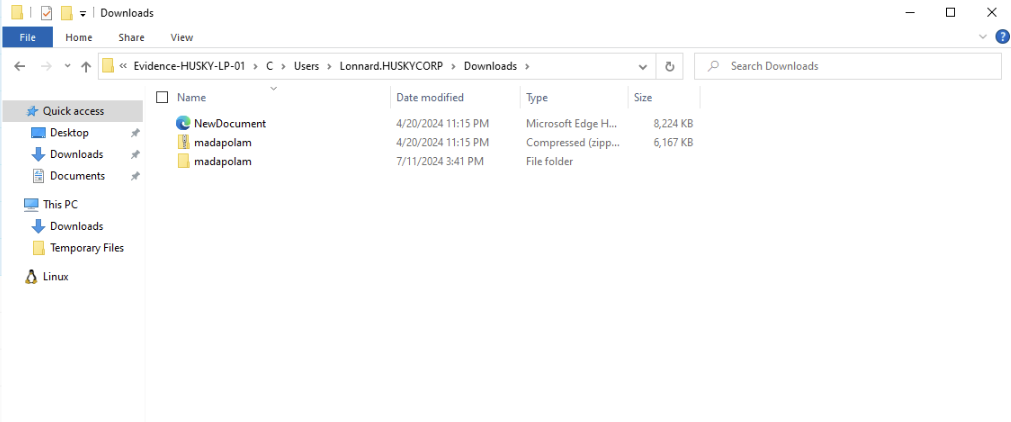 Downloads
File Home Share View
« Evidence-HUSKY-LP-01 > C > Users > Lonnard.HUSKYCORP > Downloads > Search Downloads
Name Date modified Type Size
Quick access
Desktop
Downloads
Documents
This PC
Downloads
Temporary Files
Linux
NewDocument 4/20/2024 11:15 PM Microsoft Edge H... 8,224 KB
madapolam 4/20/2024 11:15 PM Compressed (zipp... 6,167 KB
madapolam 7/11/2024 3:41 PM File folder